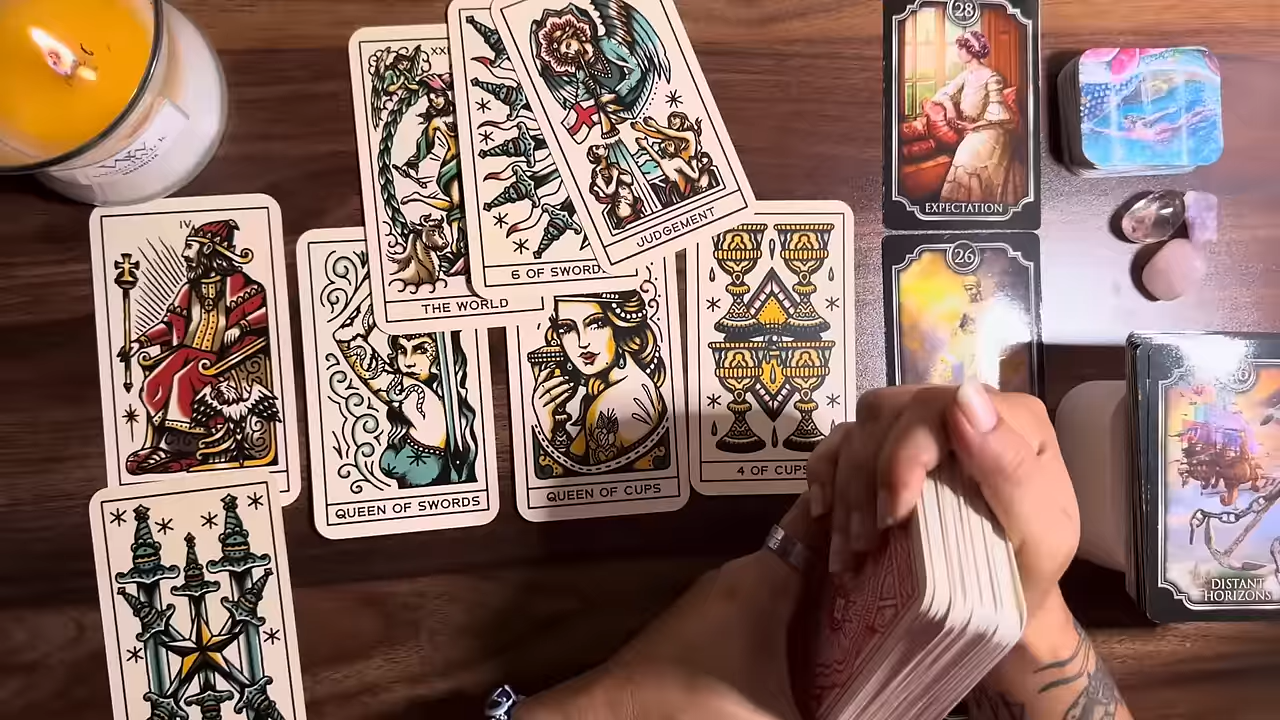 XXI
6 OF SWORDS
JUDGEMENT
THE WORLD
IV
QUEEN OF SWORDS
QUEEN OF CUPS
4 OF CUPS
28
EXPECTATION
26
DISTANT
HORIZONS